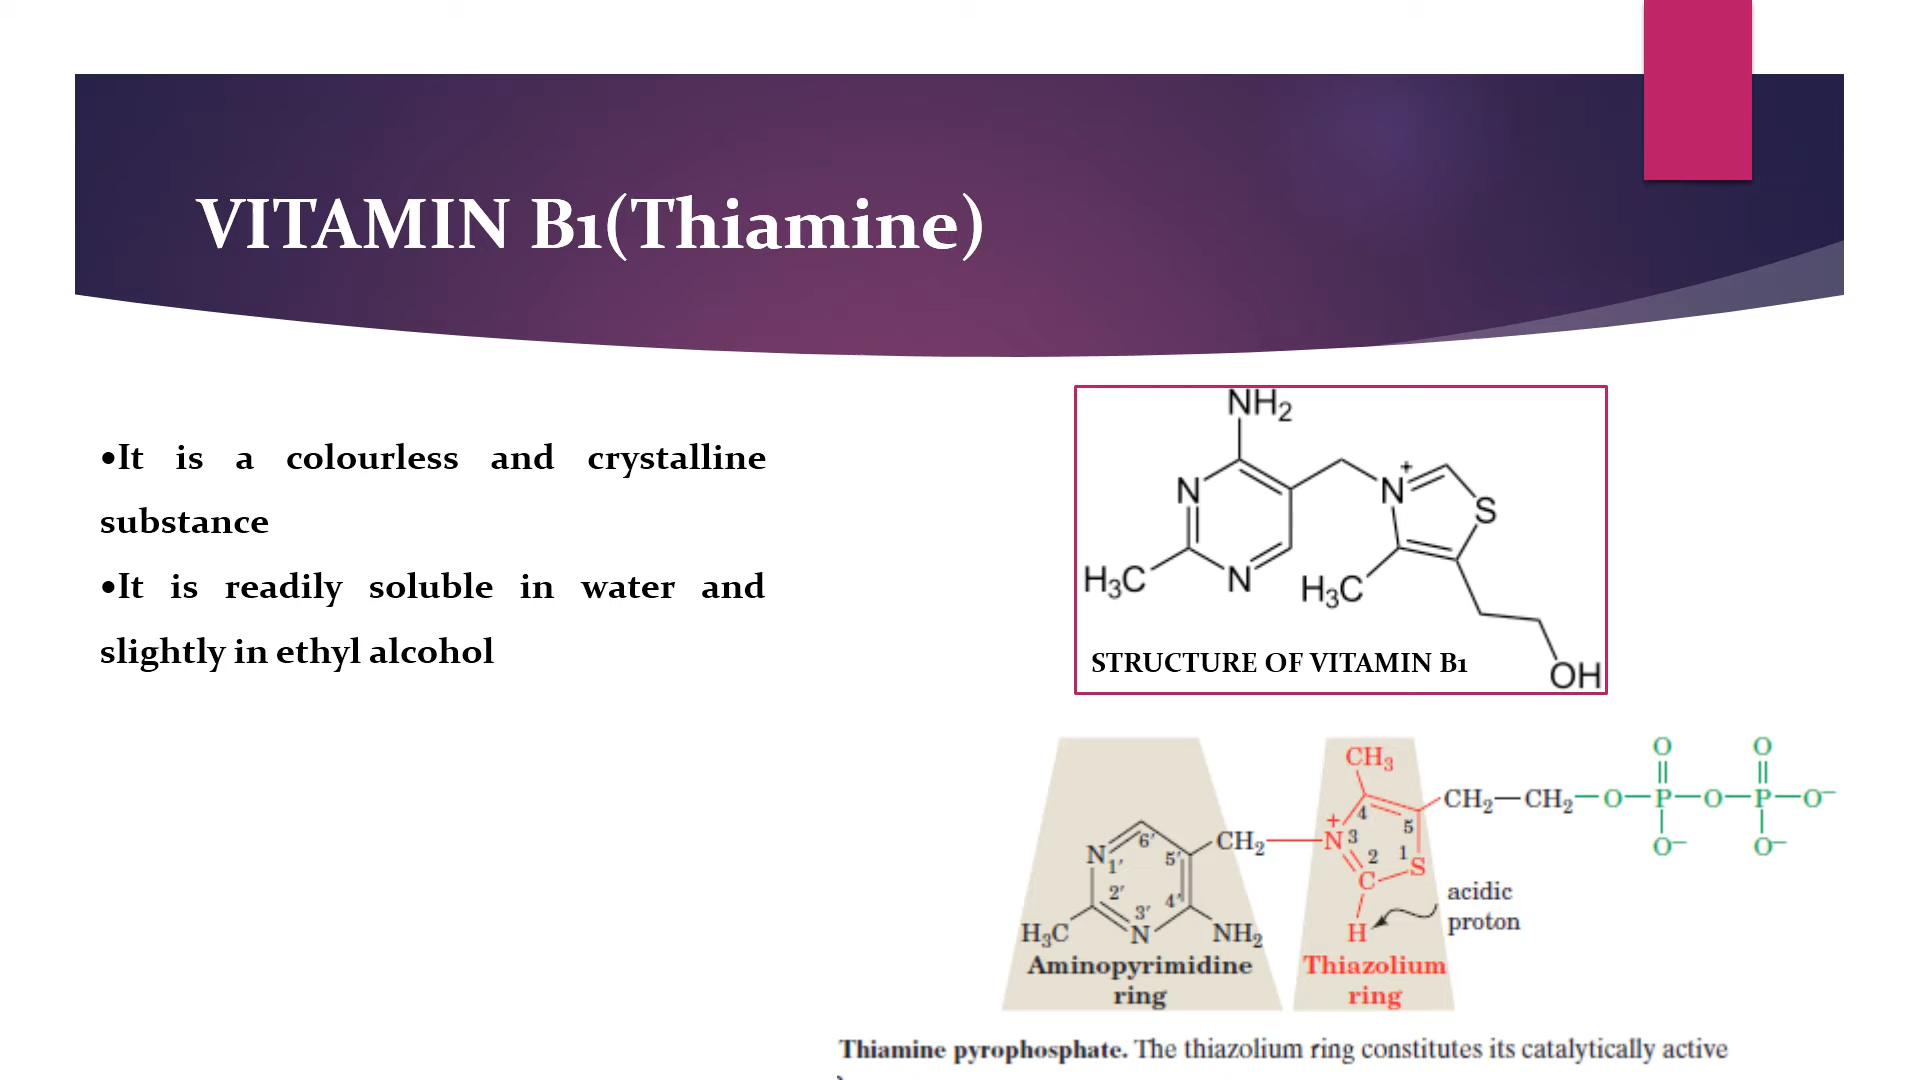 VITAMIN B1(Thiamine)
•It is a colourless and crystalline
substance
•It is readily soluble in water and
slightly in ethyl alcohol
NH2
N
N
H3C
N
+
S
H3C
OH
STRUCTURE OF VITAMIN B1
CH3
O O
CH2—CH2—O—P—O—P—O−
O− O−
4
5
+
N 3
2 1
S
C
H
CH2
6′
N
1′
5′
2′
3′
4′
H3C
N
NH2
acidic
proton
Aminopyrimidine
ring
Thiazolium
ring
Thiamine pyrophosphate. The thiazolium ring constitutes its catalytically active